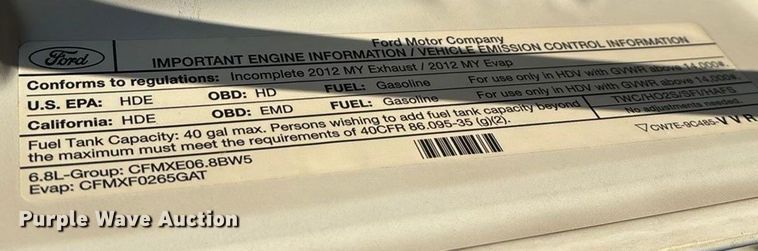 Ford Motor Company
Ford IMPORTANT ENGINE INFORMATION / VEHICLE EMISSION CONTROL INFORMATION
Conforms to regulations: Incomplete 2012 MY Exhaust / 2012 MY Evap
U.S. EPA: HDE OBD: HD FUEL: Gasoline For use only in HDV with GVWR above 14,000#.
California: HDE OBD: EMD FUEL: Gasoline For use only in HDV with GVWR above 14,000#.
Fuel Tank Capacity: 40 gal max. Persons wishing to add fuel tank capacity beyond TWC/HO2S/SFI/HAFS
the maximum must meet the requirements of 40CFR 86.095-35 (g)(2). No adjustments needed.
6.8L-Group: CFMXE06.8BW5 CW7E-9C485-VVR
Evap: CFMXF0265GAT
Purple Wave Auction